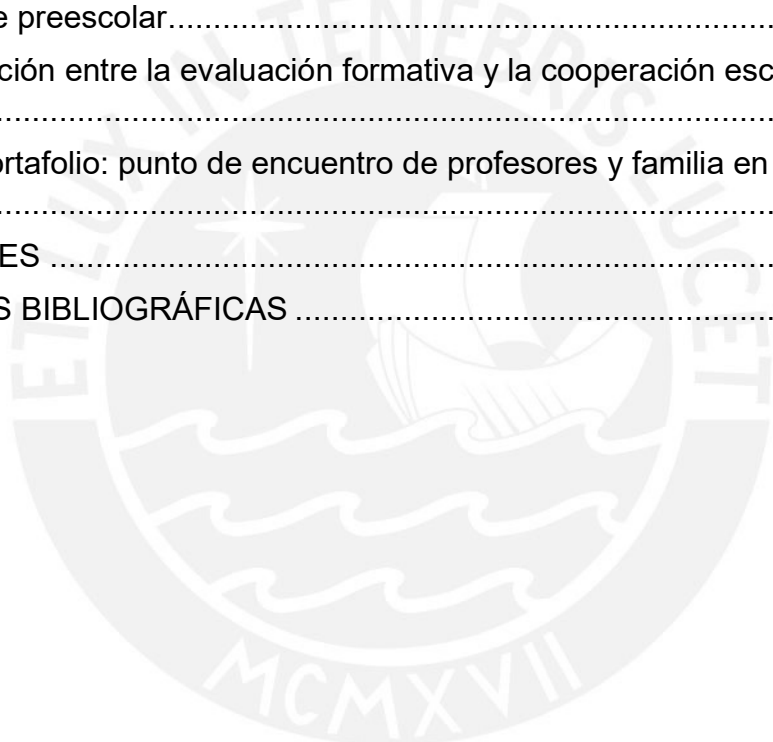 e preescolar
ción entre la evaluación formativa y la cooperación esc
ortafolio: punto de encuentro de profesores y familia en
ES
S BIBLIOGRÁFICAS
ET LUX IN TENEBRIS LUCET
MCMXVII